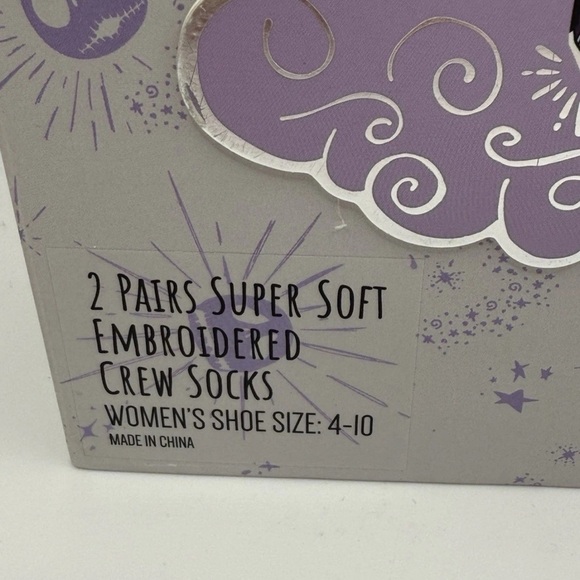 2 PAIRS SUPER SOFT
EMBROIDERED
CREW SOCKS
WOMEN'S SHOE SIZE: 4-10
MADE IN CHINA